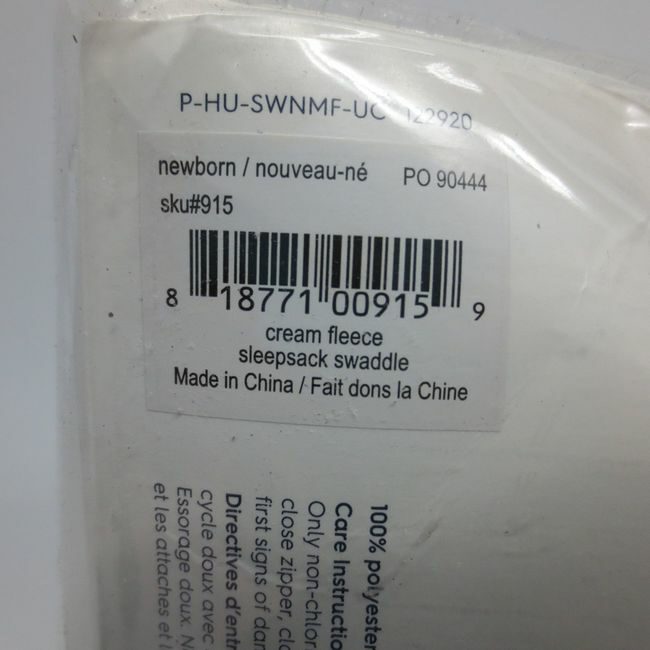 P-HU-SWNMF-UC 122920
newborn / nouveau-né PO 90444
sku#915
8 18771 00915 9
cream fleece
sleepsack swaddle
Made in China / Fait dons la Chine
100% polyester
Care Instructio
Only non-chlor
close zipper, clo
first signs of dam
Directives d'entr
cycle doux avec
Essorage doux. N
et les attaches et l